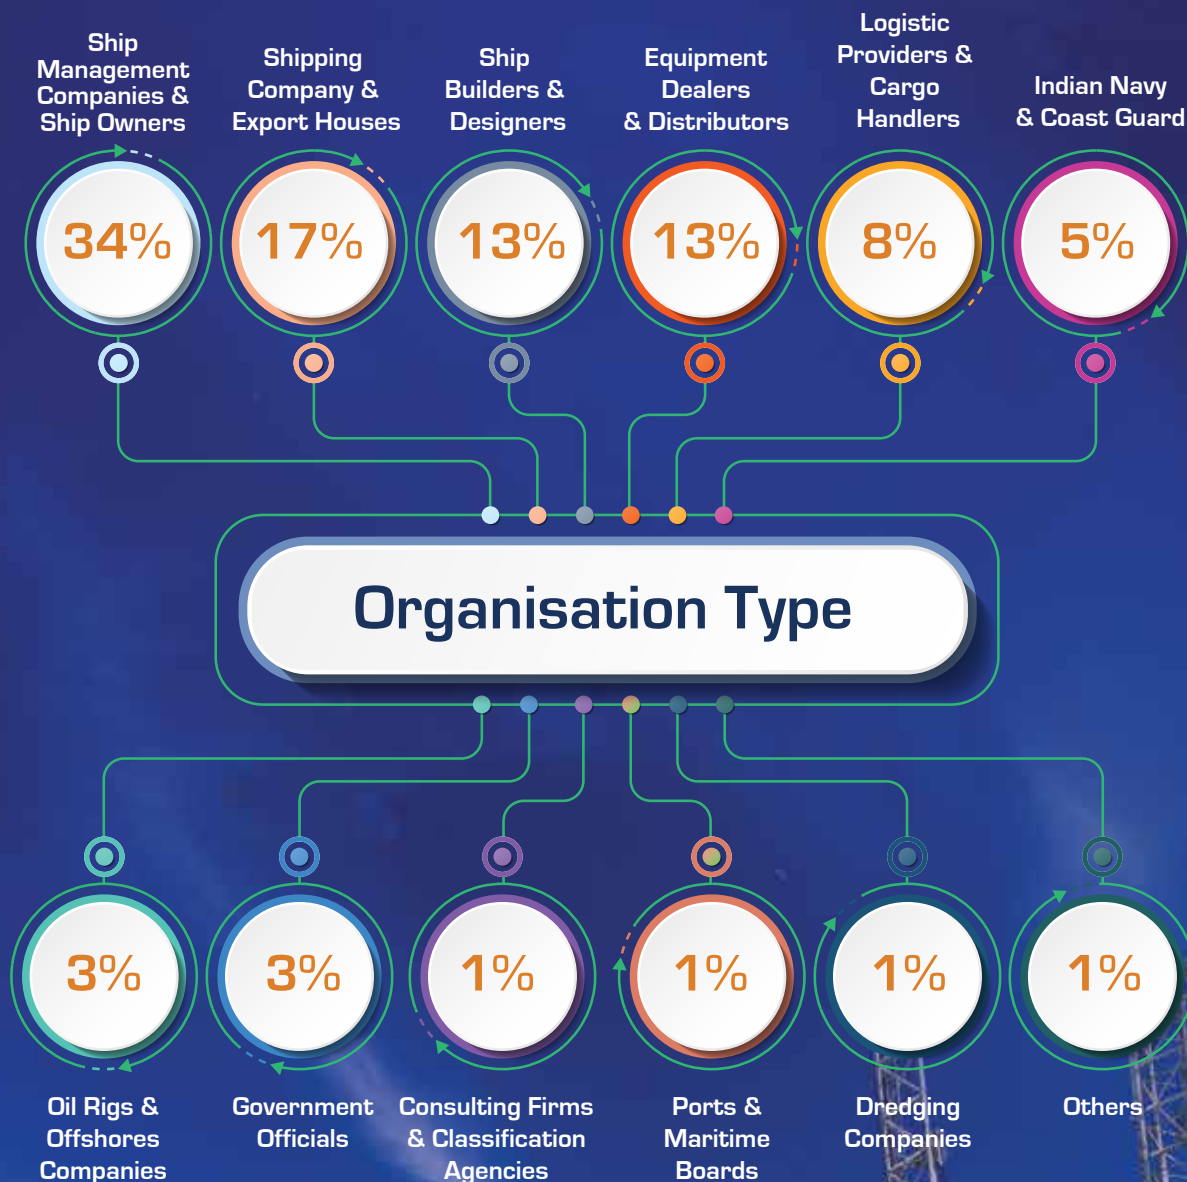 Ship
Management
Companies &
Ship Owners
Shipping
Company &
Export Houses
Ship
Builders &
Designers
Equipment
Dealers
& Distributors
Logistic
Providers &
Cargo
Handlers
Indian Navy
& Coast Guard
34%
17%
13%
13%
8%
5%
Organisation Type
3%
3%
1%
1%
1%
1%
Oil Rigs &
Offshores
Companies
Government
Officials
Consulting Firms
& Classification
Agencies
Ports &
Maritime
Boards
Dredging
Companies
Others